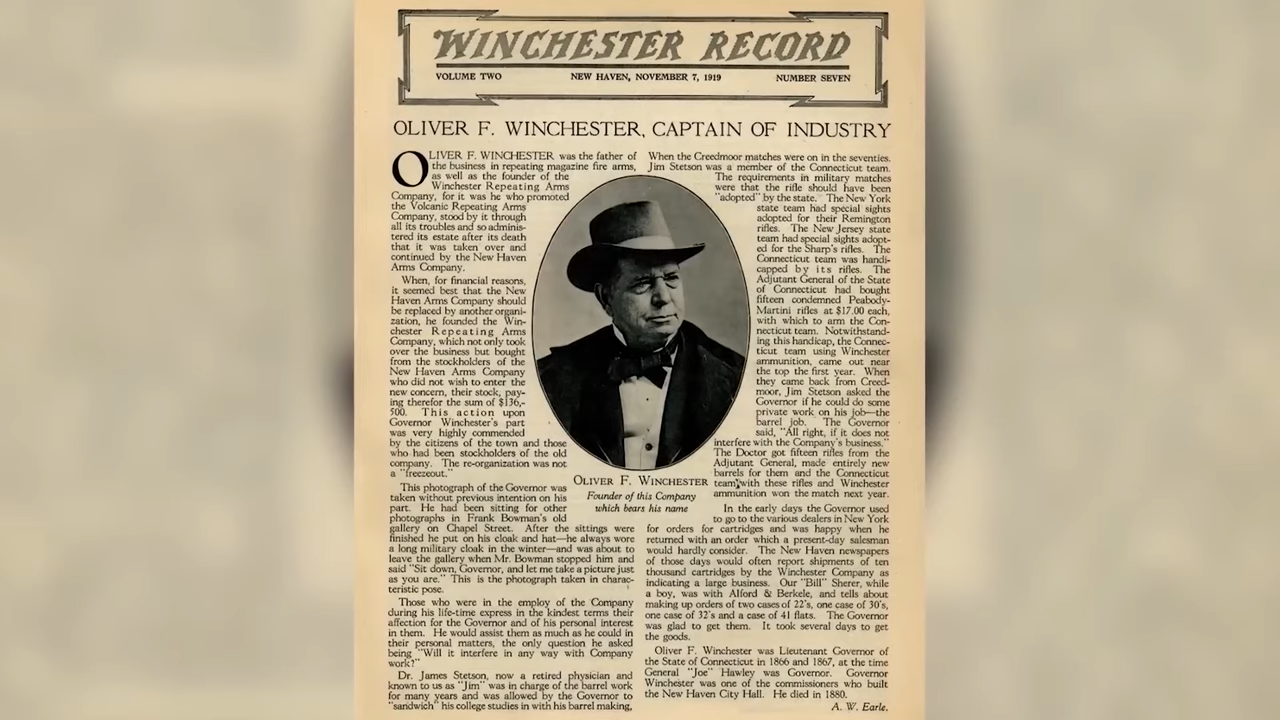 WINCHESTER RECORD
VOLUME TWO NEW HAVEN, NOVEMBER 7, 1919 NUMBER SEVEN
OLIVER F. WINCHESTER, CAPTAIN OF INDUSTRY
OLIVER F. WINCHESTER was the father of
the business in repeating magazine fire arms,
as well as the founder of the
Winchester Repeating Arms
Company, for it was he who promoted
the Volcanic Repeating Arms
Company, stood by it through
all its troubles and so adminis-
tered its estate after its death
that it was taken over and
continued by the New Haven
Arms Company.
When, for financial reasons,
it seemed best that the New
Haven Arms Company should
be replaced by another organi-
zation, he founded the Win-
chester Repeating Arms
Company, which not only took
over the business but bought
from the stockholders of the
New Haven Arms Company
who did not wish to enter the
new concern, their stock, pay-
ing therefor the sum of $136,-
500. This action upon
Governor Winchester's part
was very highly commended
by the citizens of the town and those
who had been stockholders of the old
company. The re-organization was not
a "freezeout."
This photograph of the Governor was
taken without previous intention on his
part. He had been sitting for other
photographs in Frank Bowman's old
gallery on Chapel Street. After the sittings were
finished he put on his cloak and hat—he always wore
a long military cloak in the winter—and was about to
leave the gallery when Mr. Bowman stopped him and
said "Sit down, Governor, and let me take a picture just
as you are." This is the photograph taken in charac-
teristic pose.
Those who were in the employ of the Company
during his life-time express in the kindest terms their
affection for the Governor and of his personal interest
in them. He would assist them as much as he could in
their personal matters, the only question he asked
being "Will it interfere in any way with Company
work?"
Dr. James Stetson, now a retired physician and
known to us as "Jim" was in charge of the barrel work
for many years and was allowed by the Governor to
"sandwich" his college studies in with his barrel making,
OLIVER F. WINCHESTER
Founder of this Company
which bears his name
When the Creedmoor matches were on in the seventies.
Jim Stetson was a member of the Connecticut team.
The requirements in military matches
were that the rifle should have been
"adopted" by the state. The New York
state team had special sights
adopted for their Remington
rifles. The New Jersey state
team had special sights adopt-
ed for the Sharp's rifles. The
Connecticut team was handi-
capped by its rifles. The
Adjutant General of the State
of Connecticut had bought
fifteen condemned Peabody-
Martini rifles at $17.00 each,
with which to arm the Con-
necticut team. Notwithstand-
ing this handicap, the Connec-
ticut team using Winchester
ammunition, came out near
the top the first year. When
they came back from Creed-
moor, Jim Stetson asked the
Governor if he could do some
private work on his job—the
barrel job. The Governor
said, "All right, if it does not
interfere with the Company's business."
The Doctor got fifteen rifles from the
Adjutant General, made entirely new
barrels for them and the Connecticut
team with these rifles and Winchester
ammunition won the match next year.
In the early days the Governor used
to go to the various dealers in New York
for orders for cartridges and was happy when he
returned with an order which a present-day salesman
would hardly consider. The New Haven newspapers
of those days would often report shipments of ten
thousand cartridges by the Winchester Company as
indicating a large business. Our "Bill" Sherer, while
a boy, was with Alford & Berkele, and tells about
making up orders of two cases of 22's, one case of 30's,
one case of 32's and a case of 41 flats. The Governor
was glad to get them. It took several days to get
the goods.
Oliver F. Winchester was Lieutenant Governor of
the State of Connecticut in 1866 and 1867, at the time
General "Joe" Hawley was Governor. Governor
Winchester was one of the commissioners who built
the New Haven City Hall. He died in 1880.
A. W. Earle.